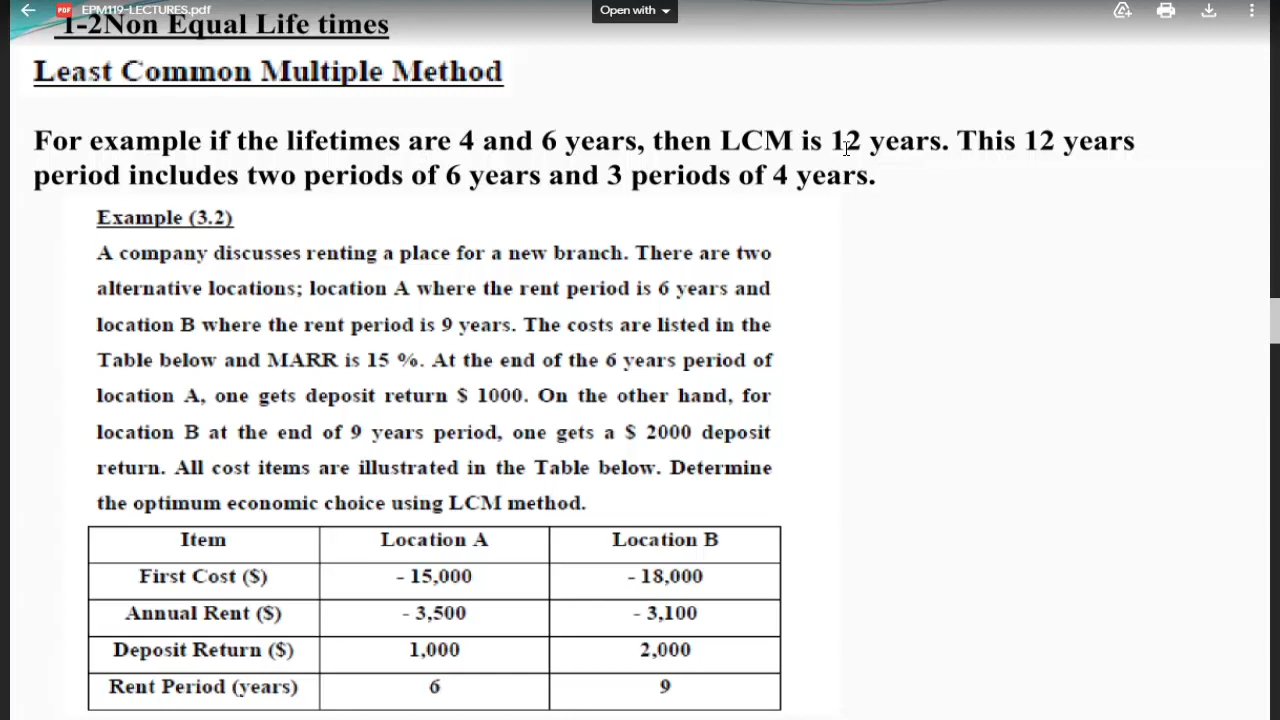 EPM119-LECTURES.pdf
Open with
1-2Non Equal Life times
Least Common Multiple Method
For example if the lifetimes are 4 and 6 years, then LCM is 12 years. This 12 years
period includes two periods of 6 years and 3 periods of 4 years.
Example (3.2)
A company discusses renting a place for a new branch. There are two
alternative locations; location A where the rent period is 6 years and
location B where the rent period is 9 years. The costs are listed in the
Table below and MARR is 15 %. At the end of the 6 years period of
location A, one gets deposit return $ 1000. On the other hand, for
location B at the end of 9 years period, one gets a $ 2000 deposit
return. All cost items are illustrated in the Table below. Determine
the optimum economic choice using LCM method.
Item Location A Location B
First Cost ($) - 15,000 - 18,000
Annual Rent ($) - 3,500 - 3,100
Deposit Return ($) 1,000 2,000
Rent Period (years) 6 9